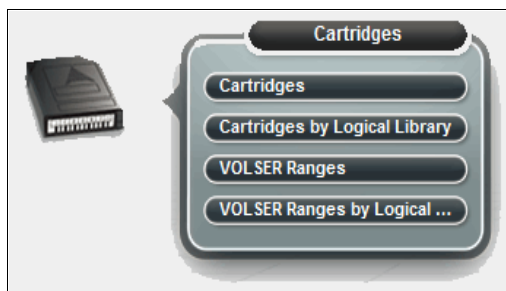 Cartridges
Cartridges
Cartridges by Logical Library
VOLSER Ranges
VOLSER Ranges by Logical ...